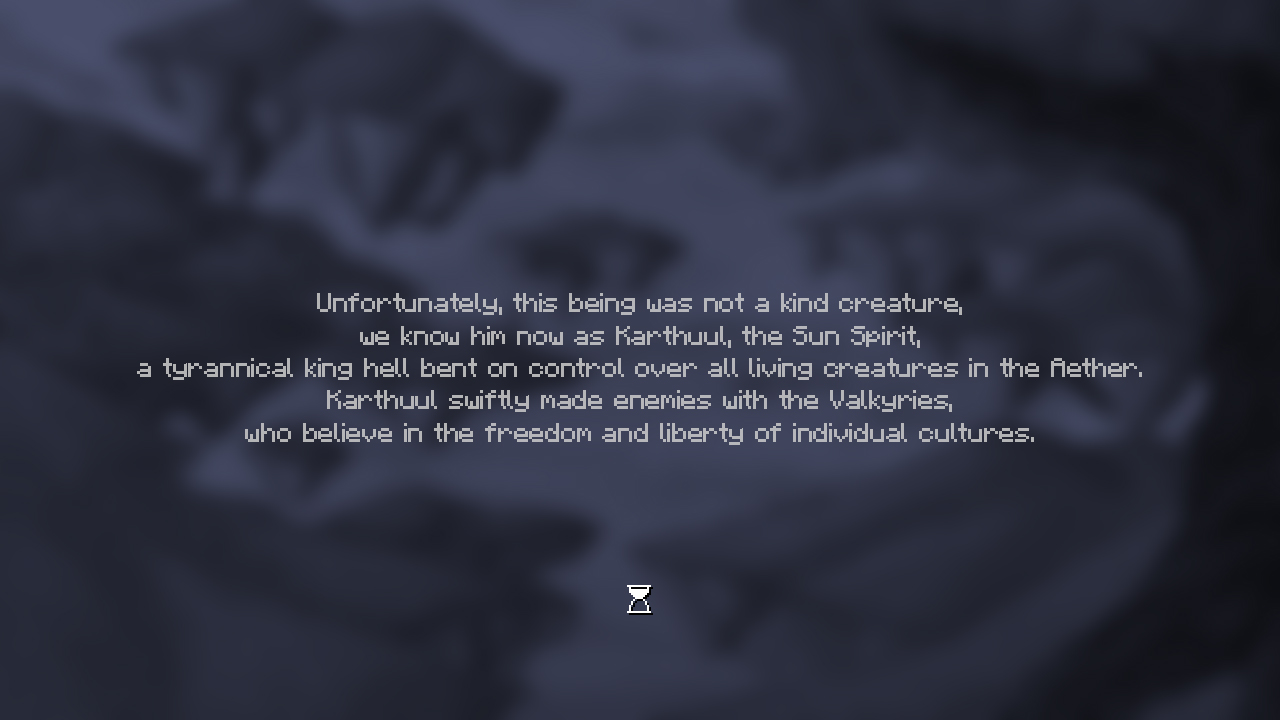 Unfortunately, this being was not a kind creature,
we know him now as Karthuul, the Sun Spirit,
a tyrannical king hell bent on control over all living creatures in the Aether.
Karthuul swiftly made enemies with the Valkyries,
who believe in the freedom and liberty of individual cultures.